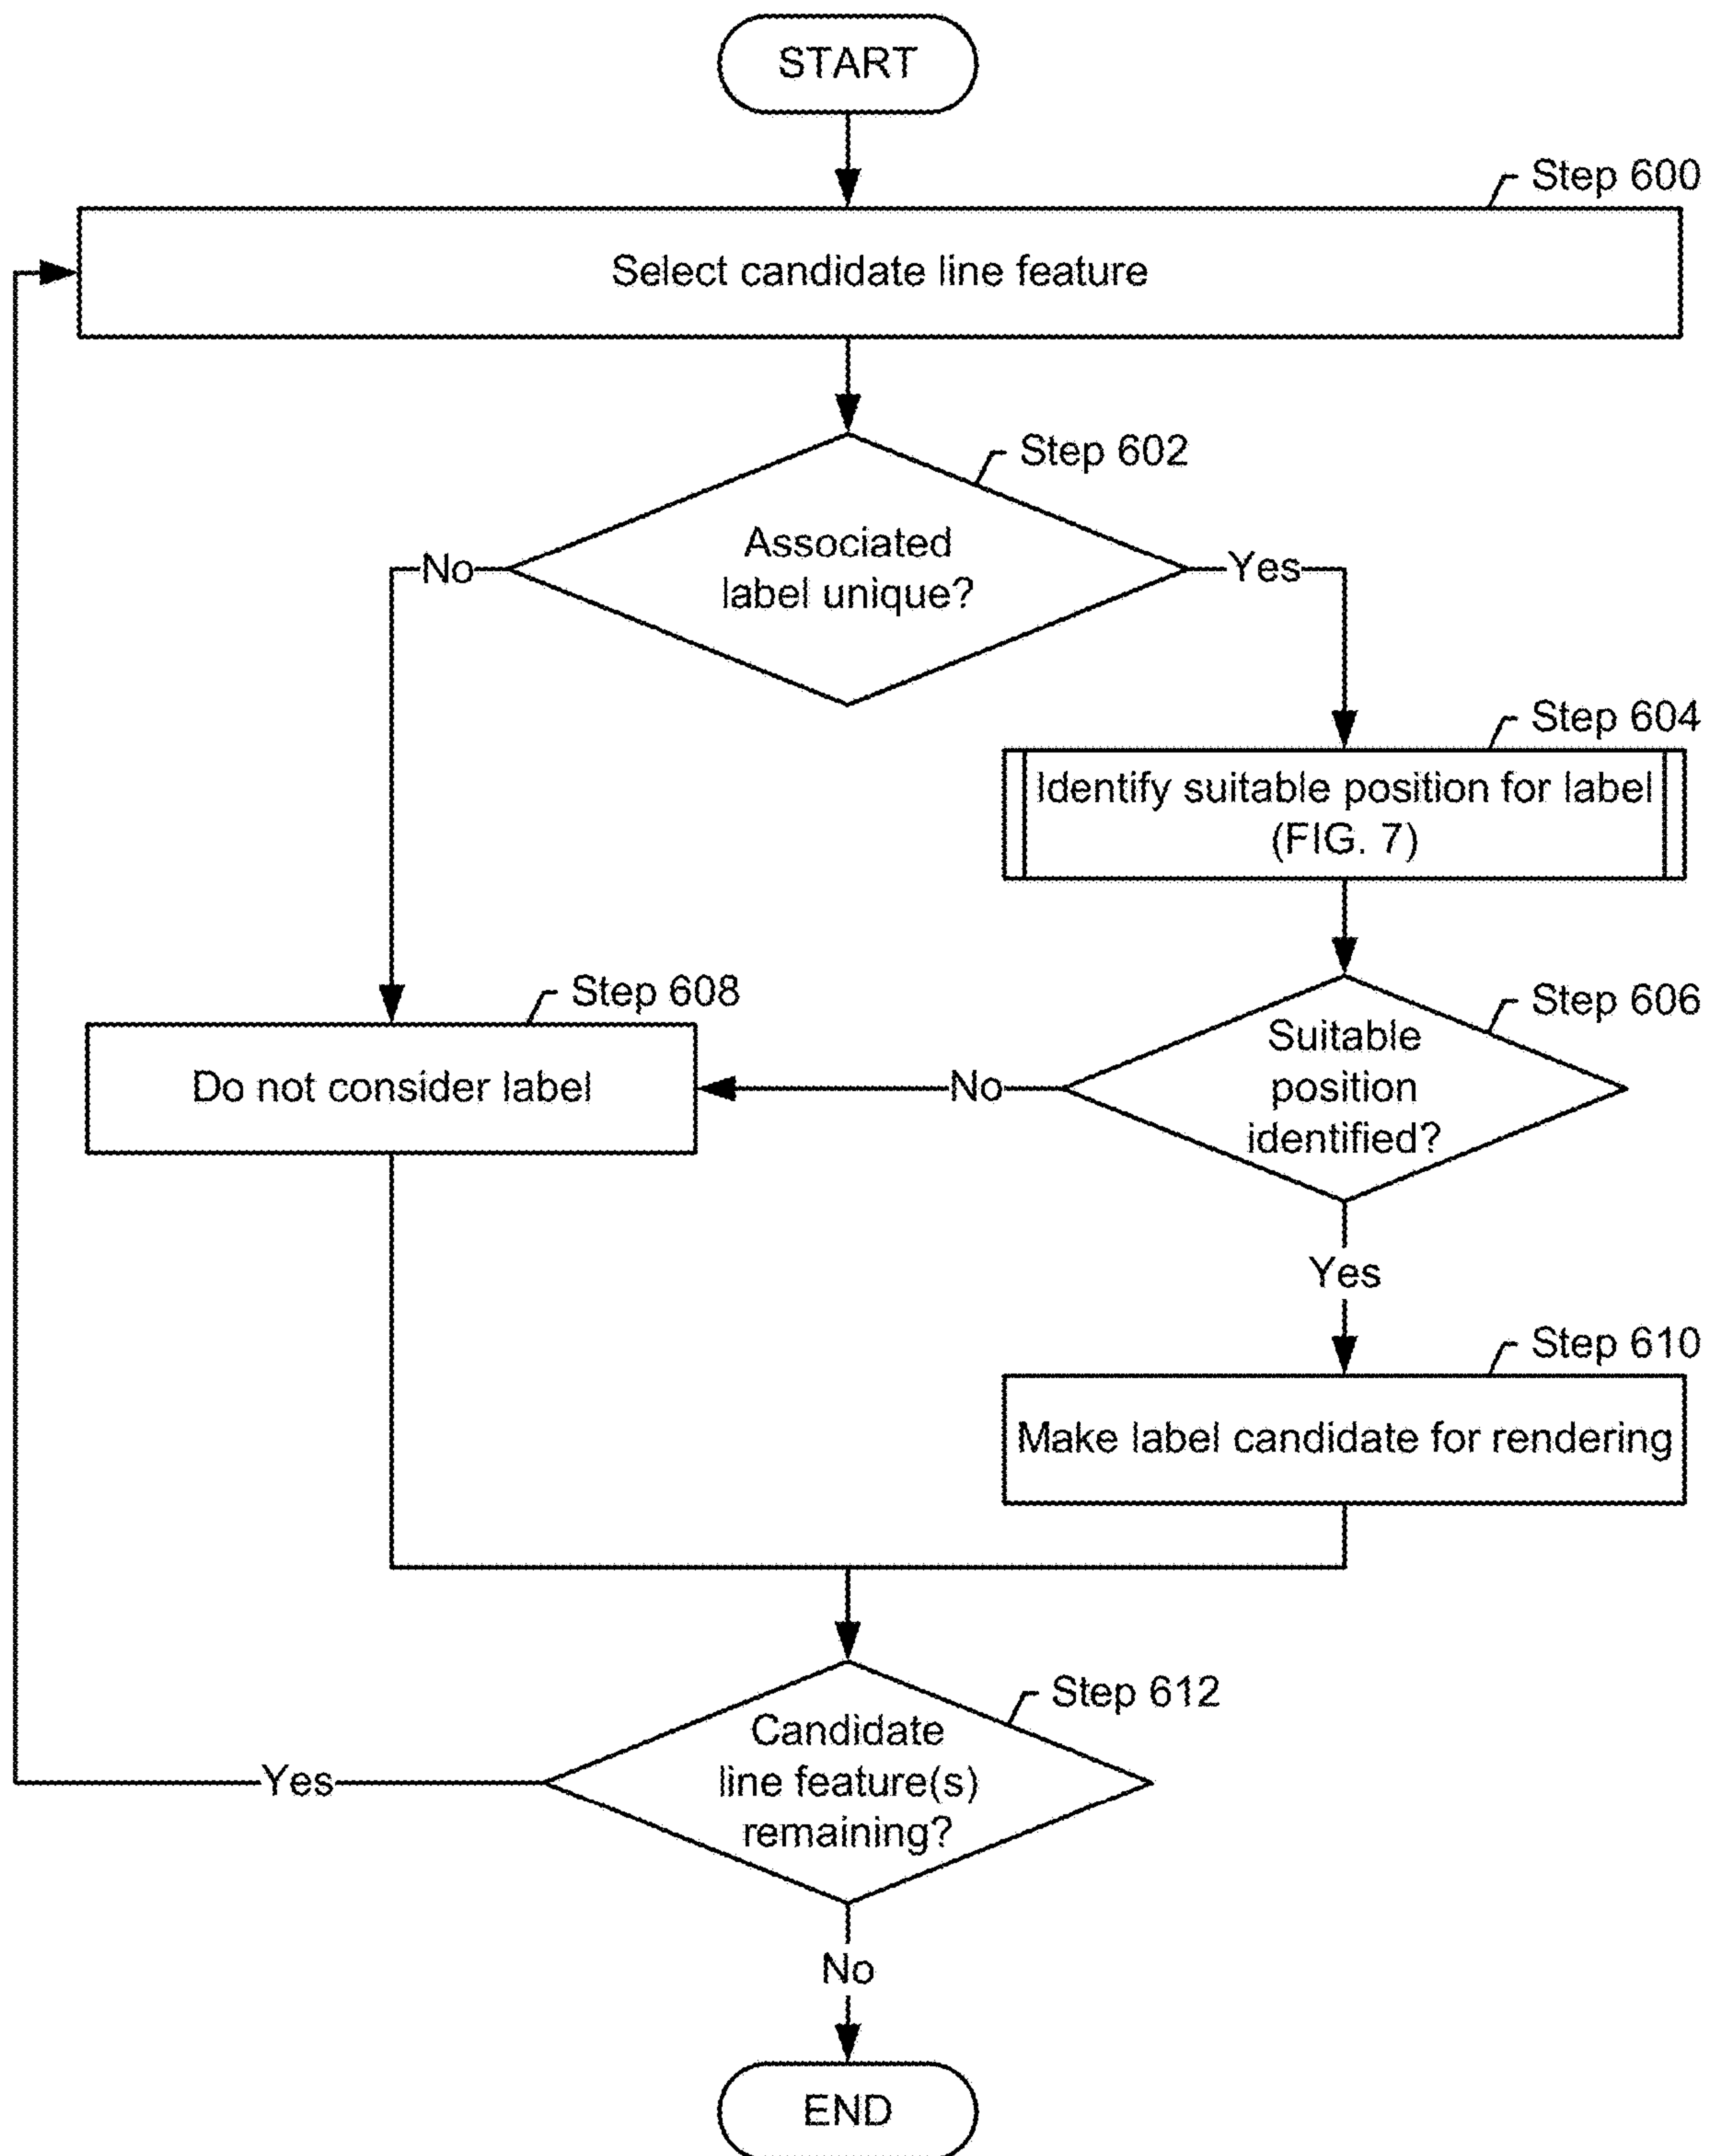 START
Step 600
Select candidate line feature
Step 602
Associated
label unique?
No
Yes
Step 604
Identify suitable position for label
(FIG. 7)
Step 608
Do not consider label
Step 606
Suitable
position
identified?
No
Yes
Step 610
Make label candidate for rendering
Step 612
Candidate
line feature(s)
remaining?
Yes
No
END